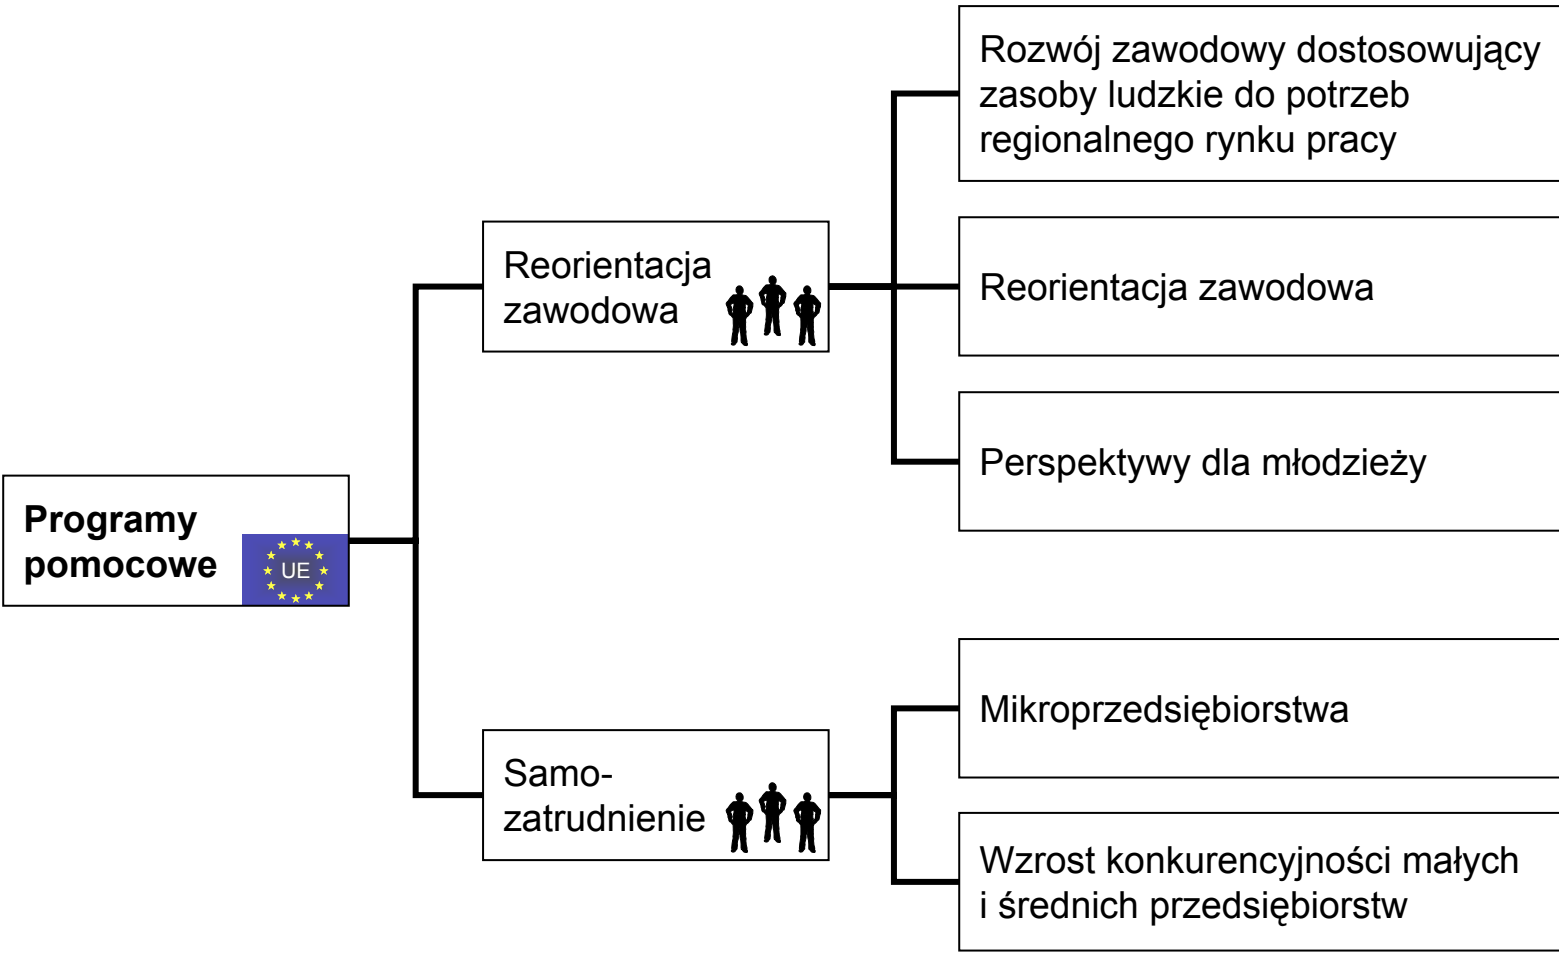 Programy
pomocowe
UE
Reorientacja
zawodowa
Rozwój zawodowy dostosowujący
zasoby ludzkie do potrzeb
regionalnego rynku pracy
Reorientacja zawodowa
Perspektywy dla młodzieży
Samo-
zatrudnienie
Mikroprzedsiębiorstwa
Wzrost konkurencyjności małych
i średnich przedsiębiorstw